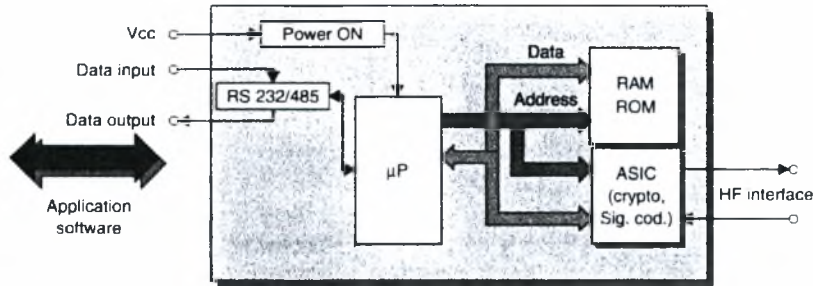 Vcc
Power ON
Data input
RS 232/485
Data output
Application
software
µP
Data
Address
RAM
ROM
ASIC
(crypto,
Sig. cod.)
HF interface